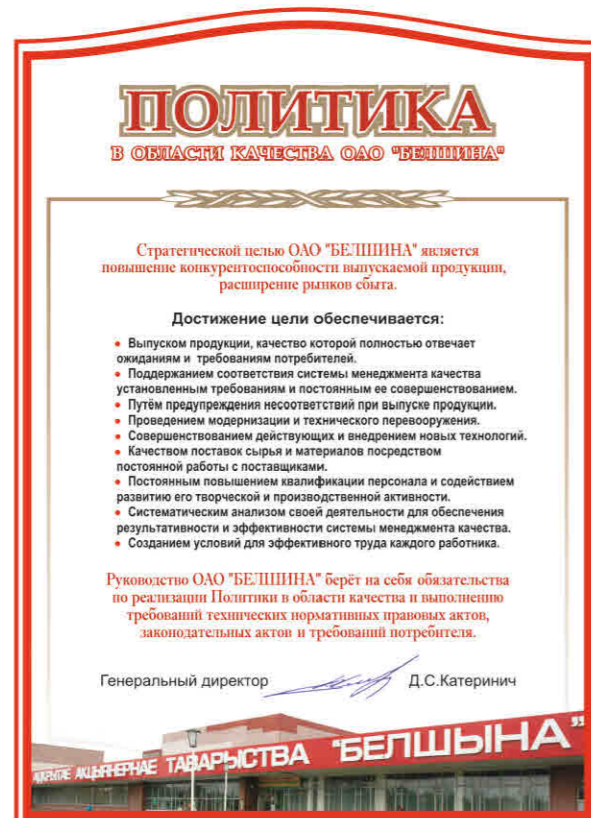 ПОЛИТИКА
В ОБЛАСТИ КАЧЕСТВА ОАО "БЕЛШИНА"
Стратегической целью ОАО "БЕЛШИНА" является
повышение конкурентоспособности выпускаемой продукции,
расширение рынков сбыта.
Достижение цели обеспечивается:
• Выпуском продукции, качество которой полностью отвечает
ожиданиям и требованиям потребителей.
• Поддержанием соответствия системы менеджмента качества
установленным требованиям и постоянным ее совершенствованием.
• Путём предупреждения несоответствий при выпуске продукции.
• Проведением модернизации и технического перевооружения.
• Совершенствованием действующих и внедрением новых технологий.
• Качеством поставок сырья и материалов посредством
постоянной работы с поставщиками.
• Постоянным повышением квалификации персонала и содействием
развитию его творческой и производственной активности.
• Систематическим анализом своей деятельности для обеспечения
результативности и эффективности системы менеджмента качества.
• Созданием условий для эффективного труда каждого работника.
Руководство ОАО "БЕЛШИНА" берёт на себя обязательства
по реализации Политики в области качества и выполнению
требований технических нормативных правовых актов,
законодательных актов и требований потребителя.
Генеральный директор Д.С.Катеринич
АДКРЫТАЕ АКЦЫЯНЕРНАЕ ТАВАРЫСТВА "БЕЛШЫНА"